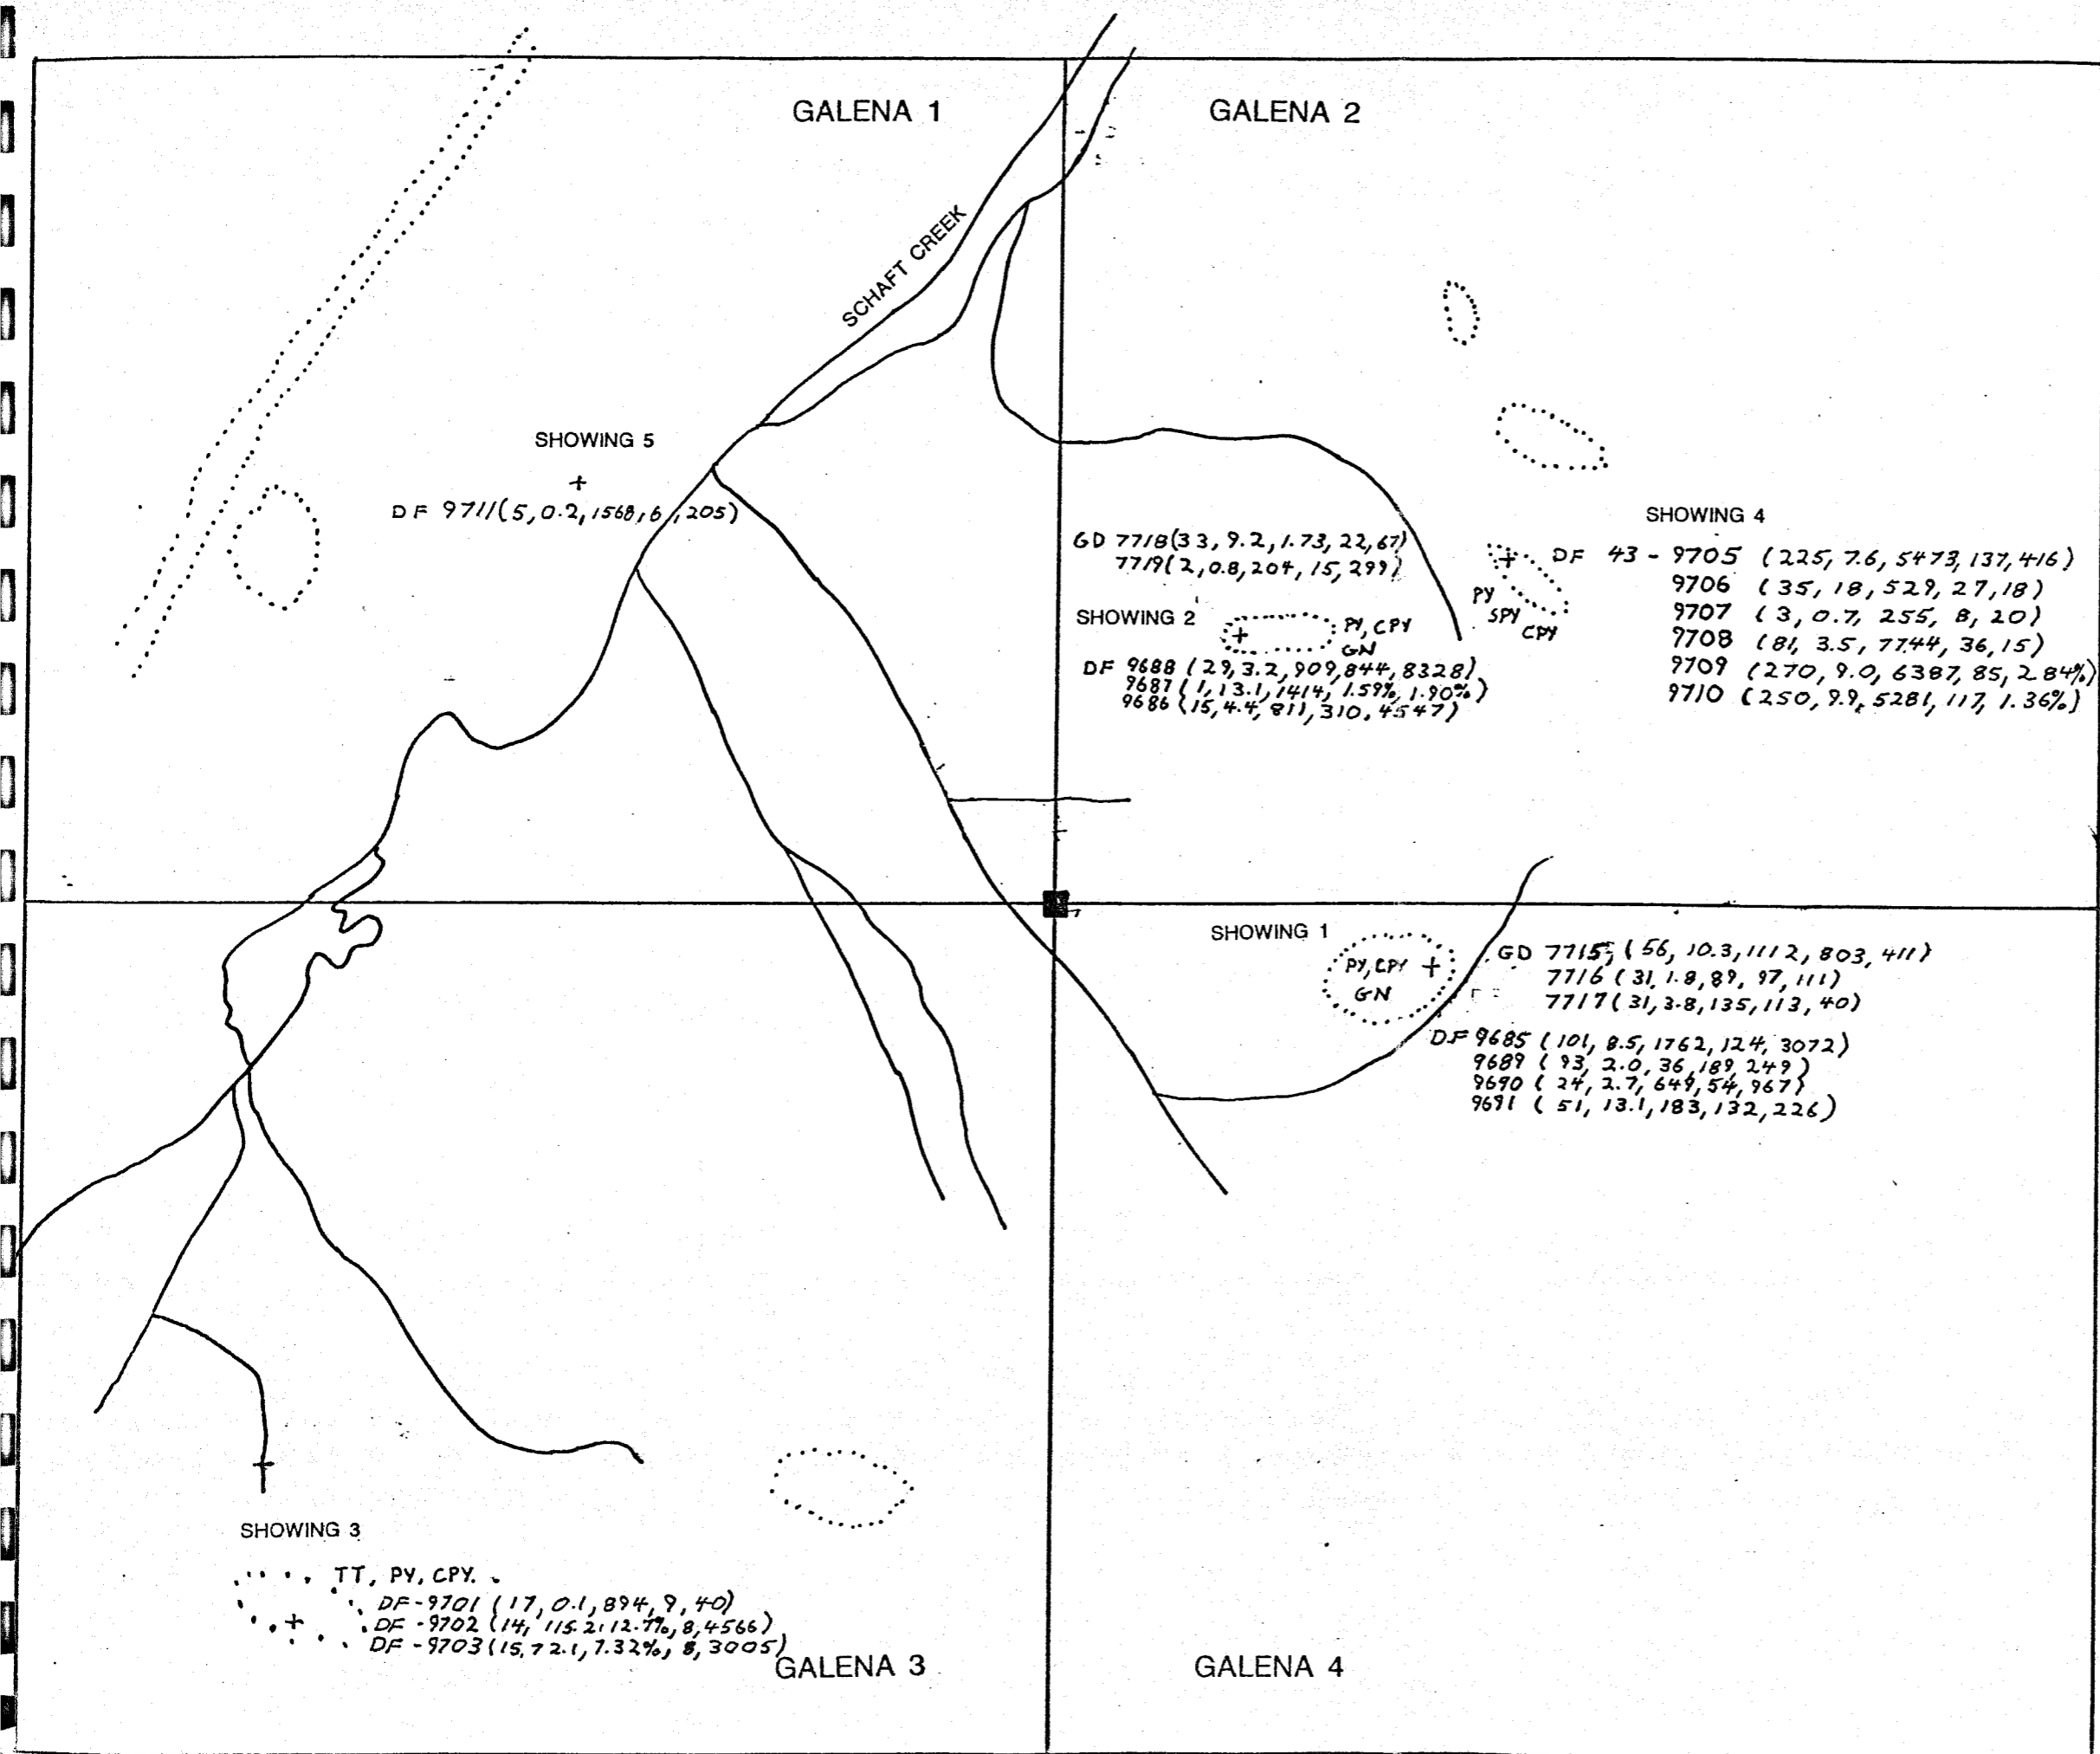 GALENA 1
GALENA 2
SCHAFT CREEK
SHOWING 5
+
DF 9711(5, 0.2, 1568, 6, 205)
GD 7718(33, 9.2, 1.73, 22, 67)
7719(2, 0.8, 204, 15, 299)
SHOWING 2
PY, CPY
GN
DF 9688 (29, 3.2, 909, 844, 8328)
9687 (1, 13.1, 1414, 1.59%, 1.90%)
9686 (15, 4.4, 811, 310, 4547)
SHOWING 4
PY
SPY
CPY
DF 43 - 9705 (225, 7.6, 5473, 137, 416)
9706 (35, 18, 529, 27, 18)
9707 (3, 0.7, 255, 8, 20)
9708 (81, 3.5, 7744, 36, 15)
9709 (270, 9.0, 6387, 85, 2.84%)
9710 (250, 9.9, 5281, 117, 1.36%)
SHOWING 1
PY, CPY
GN
GD 7715; (56, 10.3, 1112, 803, 411)
7716 (31, 1.8, 89, 97, 111)
7717 (31, 3.8, 135, 113, 40)
DF 9685 (101, 8.5, 1762, 124, 3072)
9689 (93, 2.0, 36, 189, 249)
9690 (24, 2.7, 649, 54, 967)
9691 (51, 13.1, 183, 132, 226)
SHOWING 3
TT, PY, CPY.
DF-9701 (17, 0.1, 894, 9, 40)
DF-9702 (14, 115.2, 12.7%, 8, 4566)
DF-9703 (15, 72.1, 7.32%, 8, 3005)
GALENA 3
GALENA 4